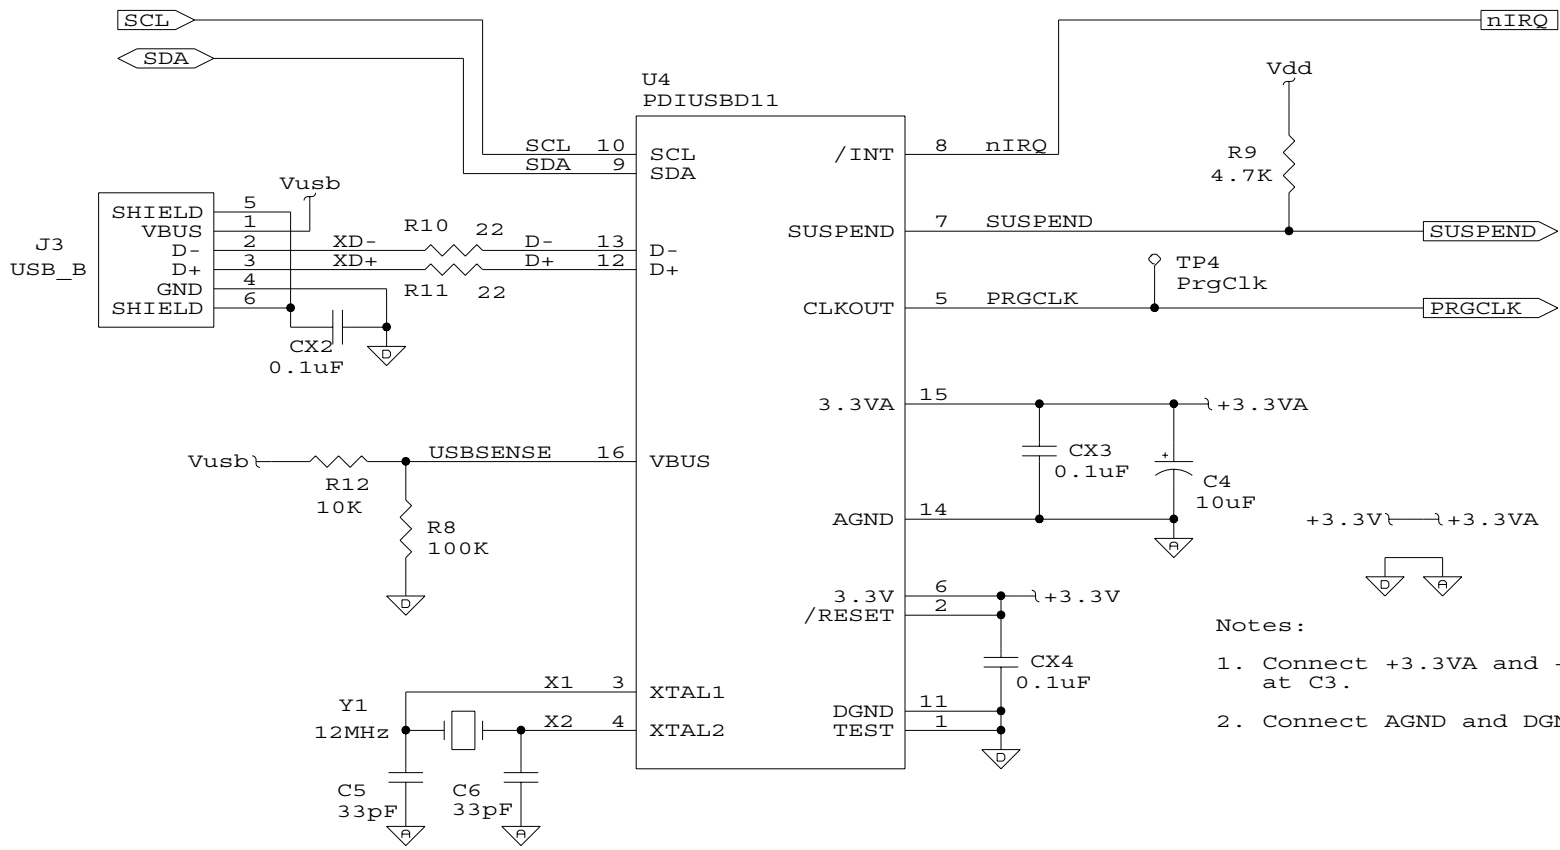 SCL
nIRQ
SDA
Vdd
U4
PDIUSBD11
SCL 10 SCL
SDA 9 SDA
/INT 8 nIRQ
R9
4.7K
Vusb
J3
USB_B
SHIELD 5
VBUS 1
D- 2 XD- R10 22 D- 13 D-
D+ 3 XD+ R11 22 D+ 12 D+
GND 4
SHIELD 6
SUSPEND 7 SUSPEND SUSPEND
TP4
PrgClk
CLKOUT 5 PRGCLK PRGCLK
CX2
0.1uF
D
3.3VA 15 +3.3VA
Vusb USBSENSE 16 VBUS
R12
10K
CX3
0.1uF
+
C4
10uF
R8
100K
AGND 14
A
+3.3V +3.3VA
D A
D
3.3V 6 +3.3V
/RESET 2
Notes:
1. Connect +3.3VA and
at C3.
2. Connect AGND and
CX4
0.1uF
X1 3 XTAL1
Y1
12MHz
X2 4 XTAL2
DGND 11
TEST 1
D
C5
33pF
C6
33pF
A A